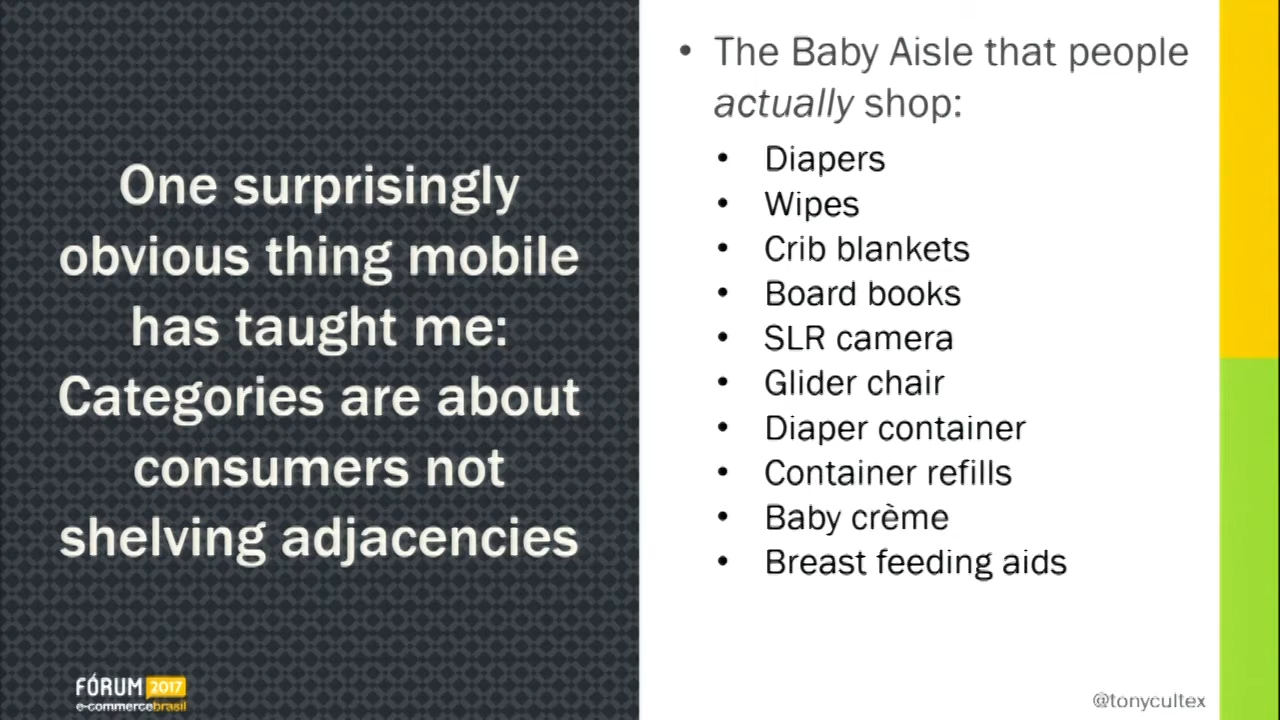 One surprisingly
obvious thing mobile
has taught me:
Categories are about
consumers not
shelving adjacencies
• The Baby Aisle that people
actually shop:
• Diapers
• Wipes
• Crib blankets
• Board books
• SLR camera
• Glider chair
• Diaper container
• Container refills
• Baby crème
• Breast feeding aids
FÓRUM 2017
e-commercebrasil
@tonycultex